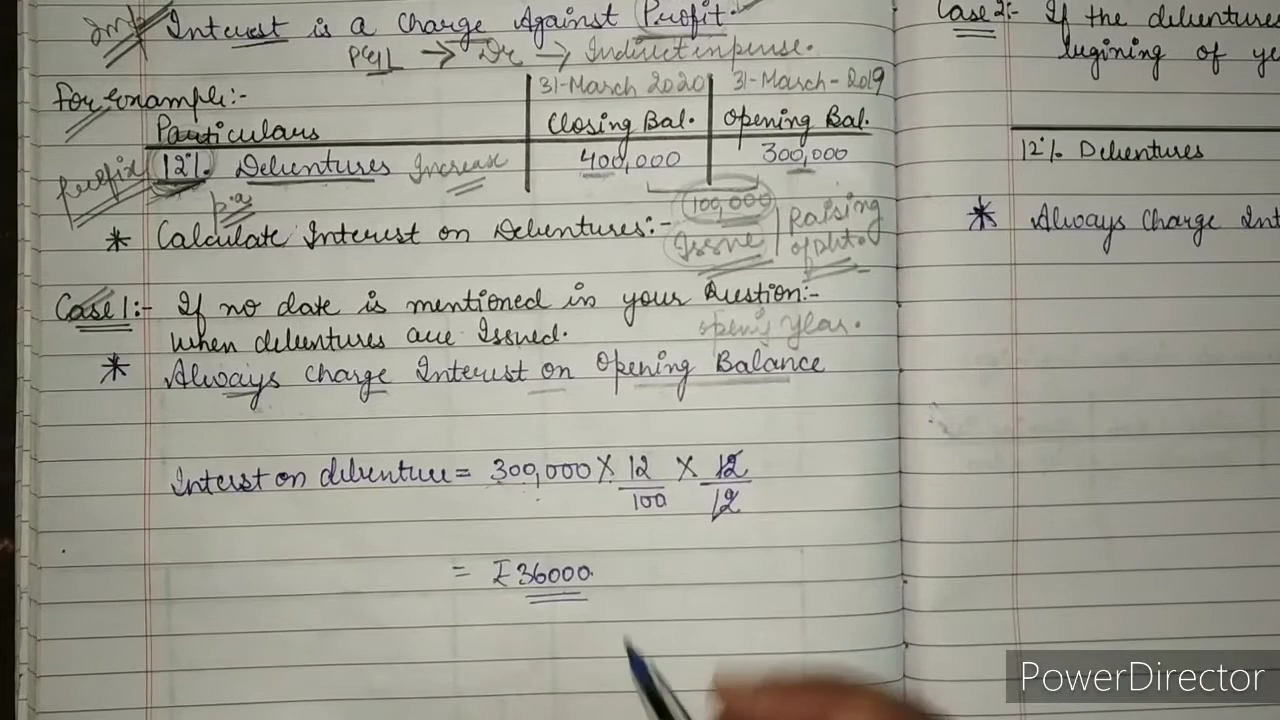 Imp Interest is a Charge Against Profit.
P&L → Dr → Indirect expense.
For example:-
31-March 2020 31-March-2019
Particulars Closing Bal. Opening Bal.
prefix 12% Debentures Increase 400,000 300,000
p.a 100,000
* Calculate Interest on Debentures:- Issue Raising of
Case 1:- If no date is mentioned in your Question:-
when debentures are Issued. opening Year.
* Always Charge Interest on Opening Balance
Interest on debenture = 300,000 X 12/100 X 12/12
= ₹36000.
Case 2:- If the debentures
begining of ye
12% Debentures
* Always Charge Int
PowerDirector